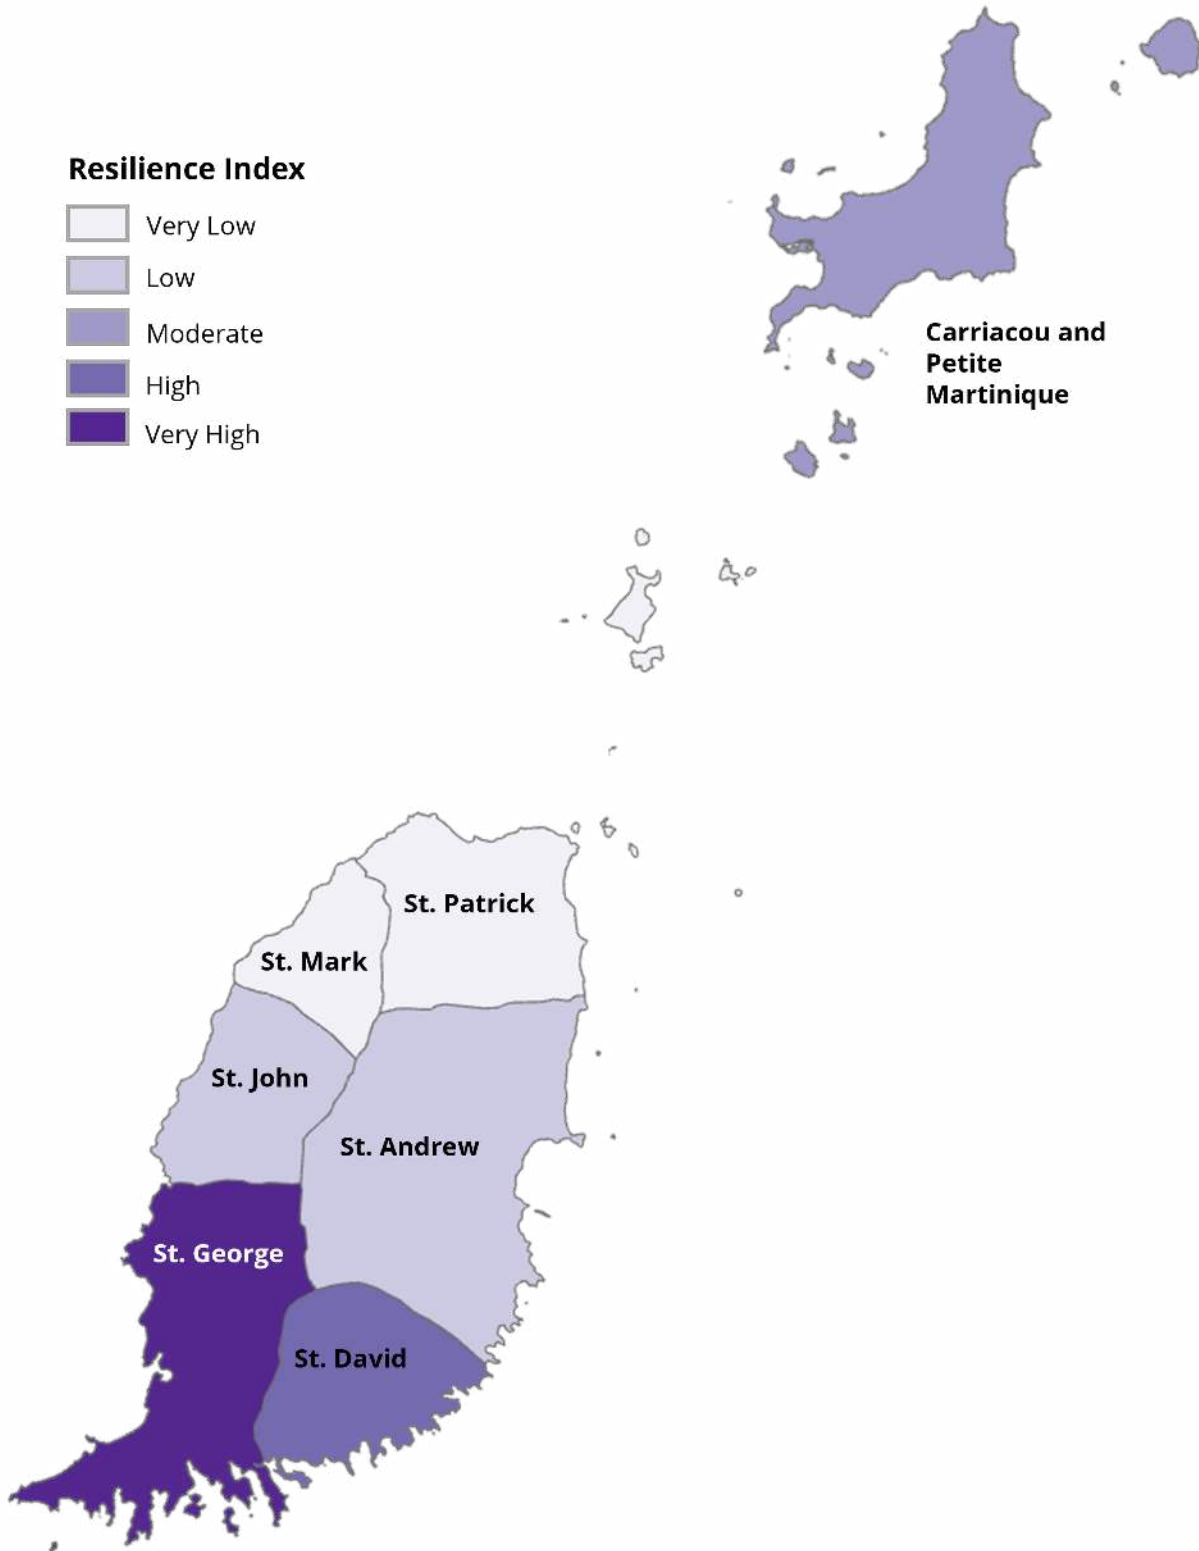 Resilience Index
Very Low
Low
Moderate
High
Very High
Carriacou and
Petite
Martinique
St. Patrick
St. Mark
St. John
St. Andrew
St. George
St. David